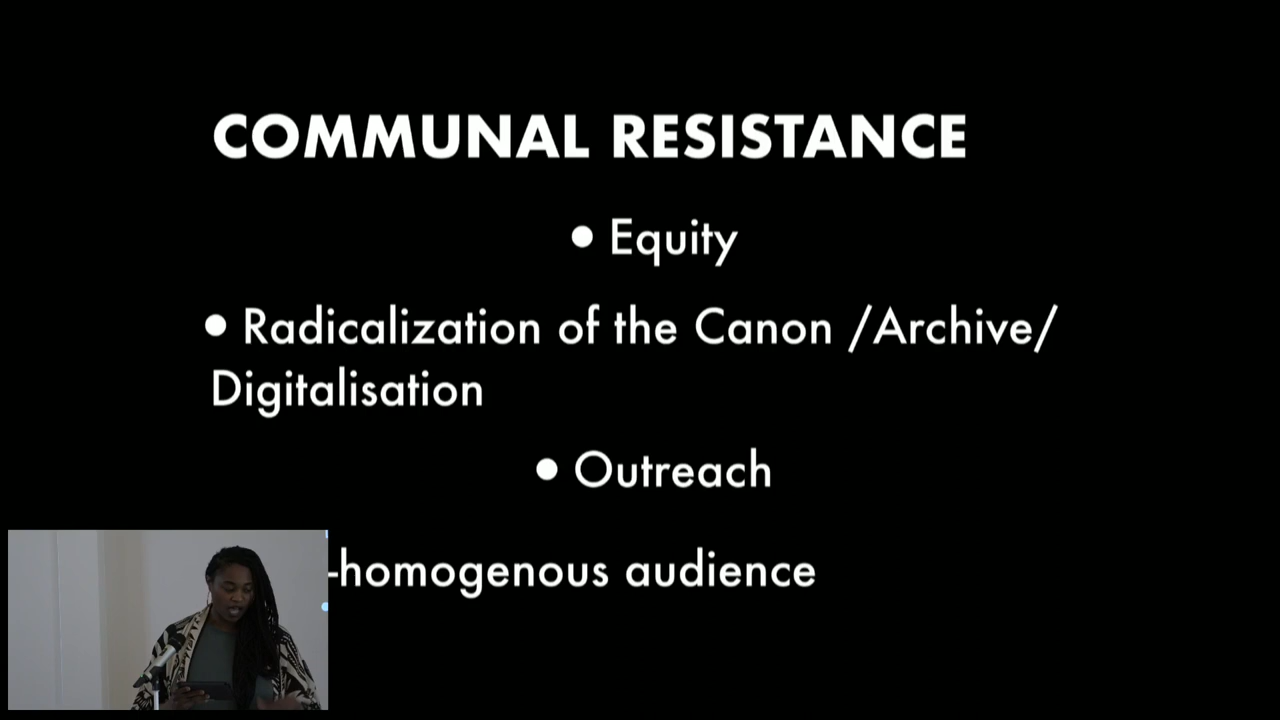 COMMUNAL RESISTANCE
• Equity
• Radicalization of the Canon /Archive/
Digitalisation
• Outreach
-homogenous audience